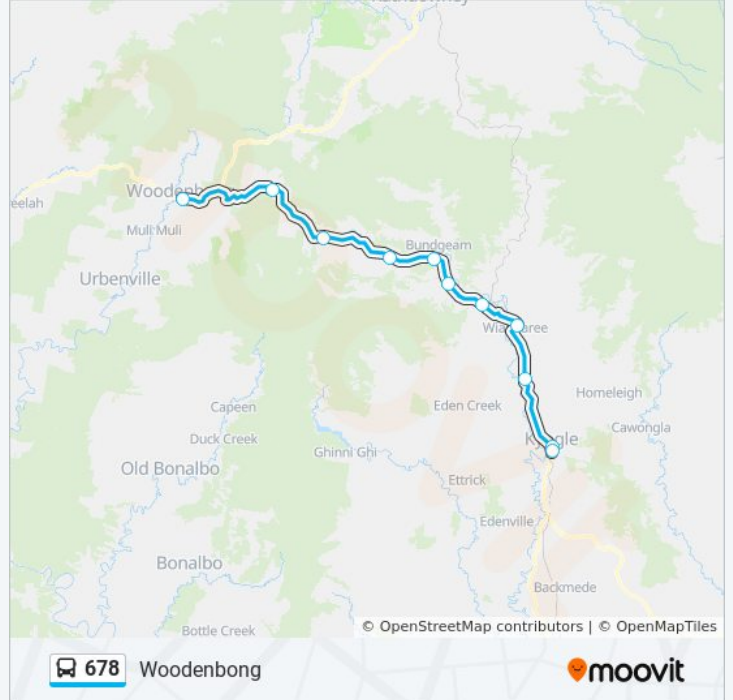 Woodenb
eelah
Muli Muli
Bundgeam
Urbenville
Homeleigh
Capeen
Eden Creek
Cawongla
Duck Creek
Ghinni Ghi
Old Bonalbo
Ettrick
Edenville
Bonalbo
Backmede
Bottle Creek
© OpenStreetMap contributors | © OpenMapTiles
678 Woodenbong
moovit